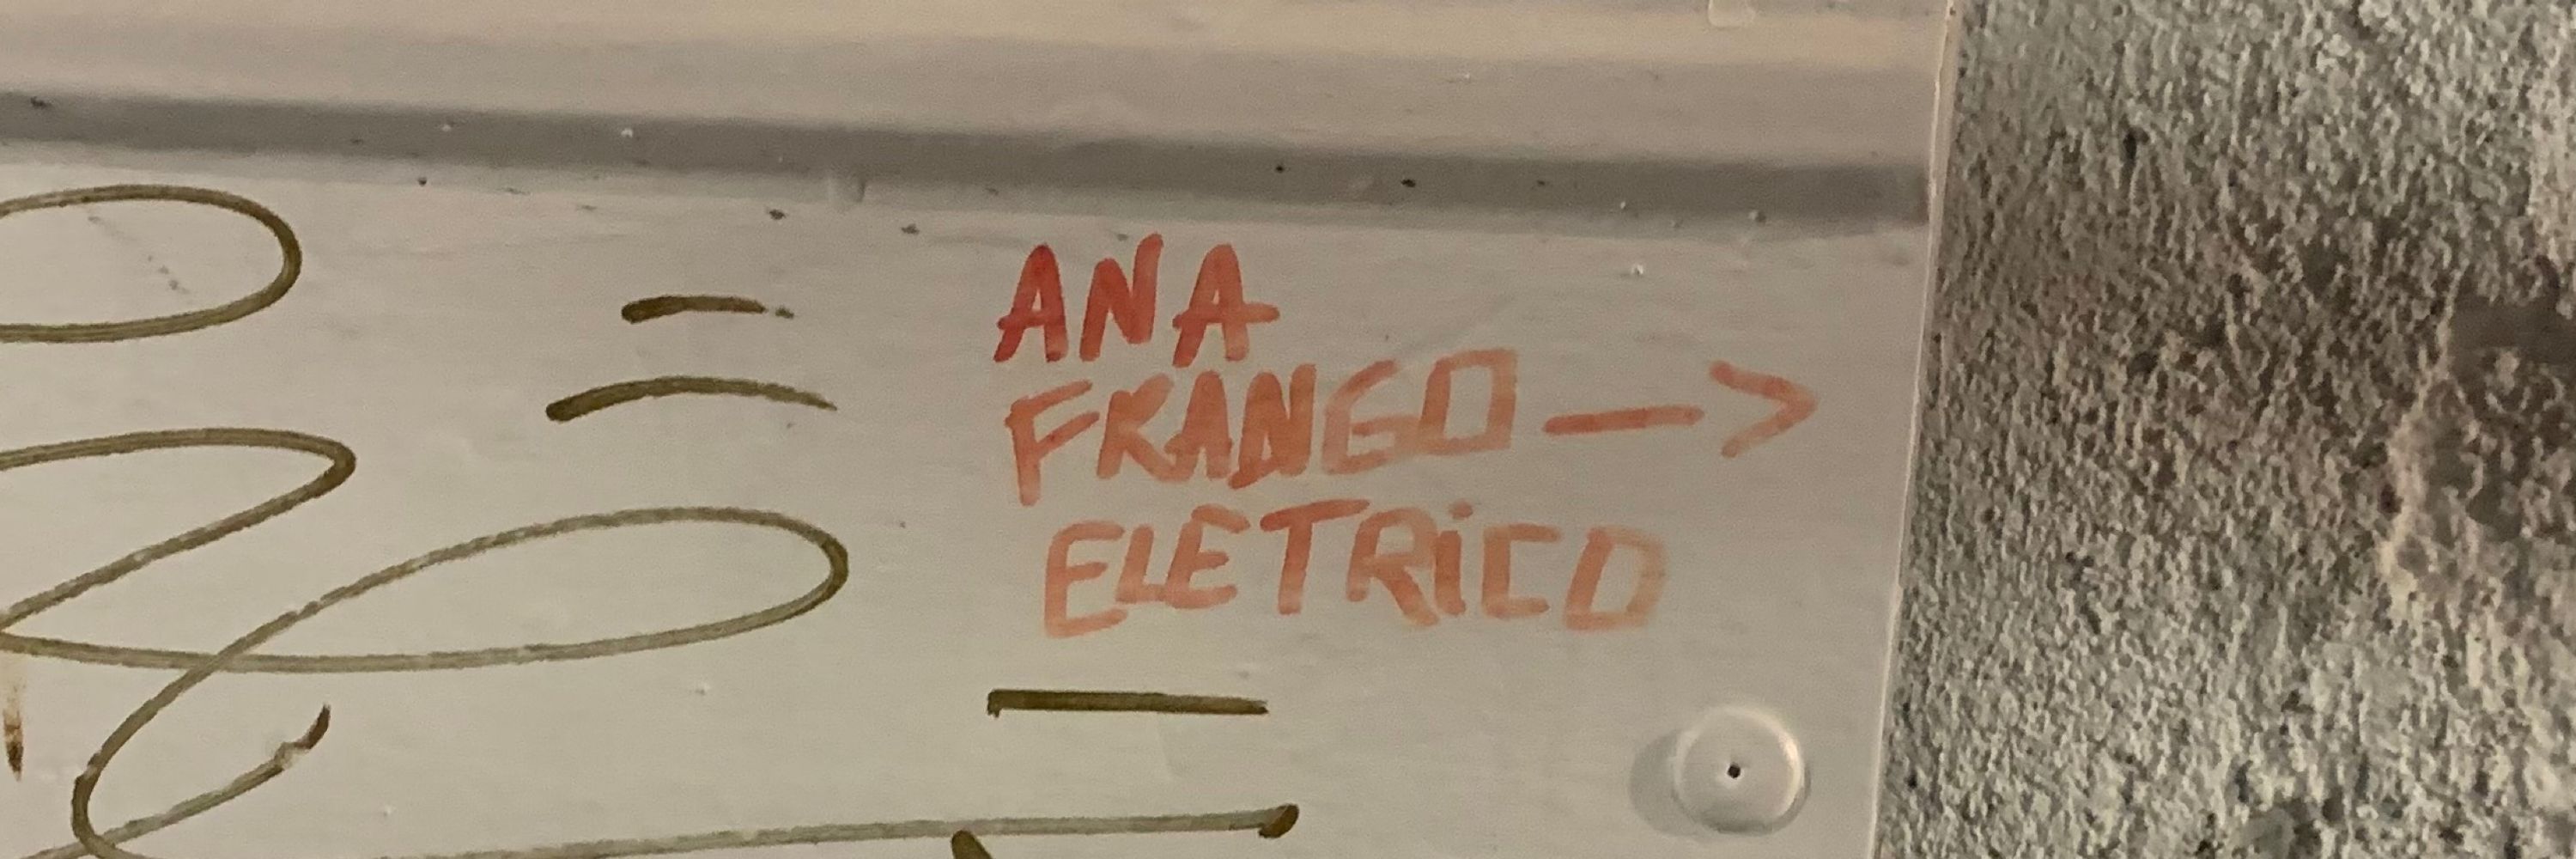 ANA
FRANGO —>
ELETRICO